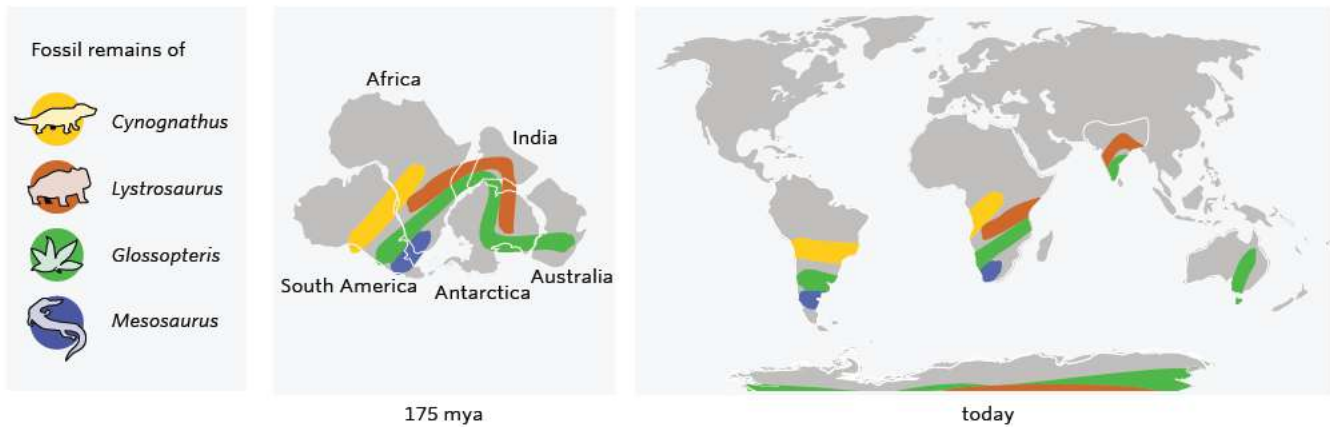 Fossil remains of
Cynognathus
Lystrosaurus
Glossopteris
Mesosaurus
Africa
India
South America
Antarctica
Australia
175 mya
today